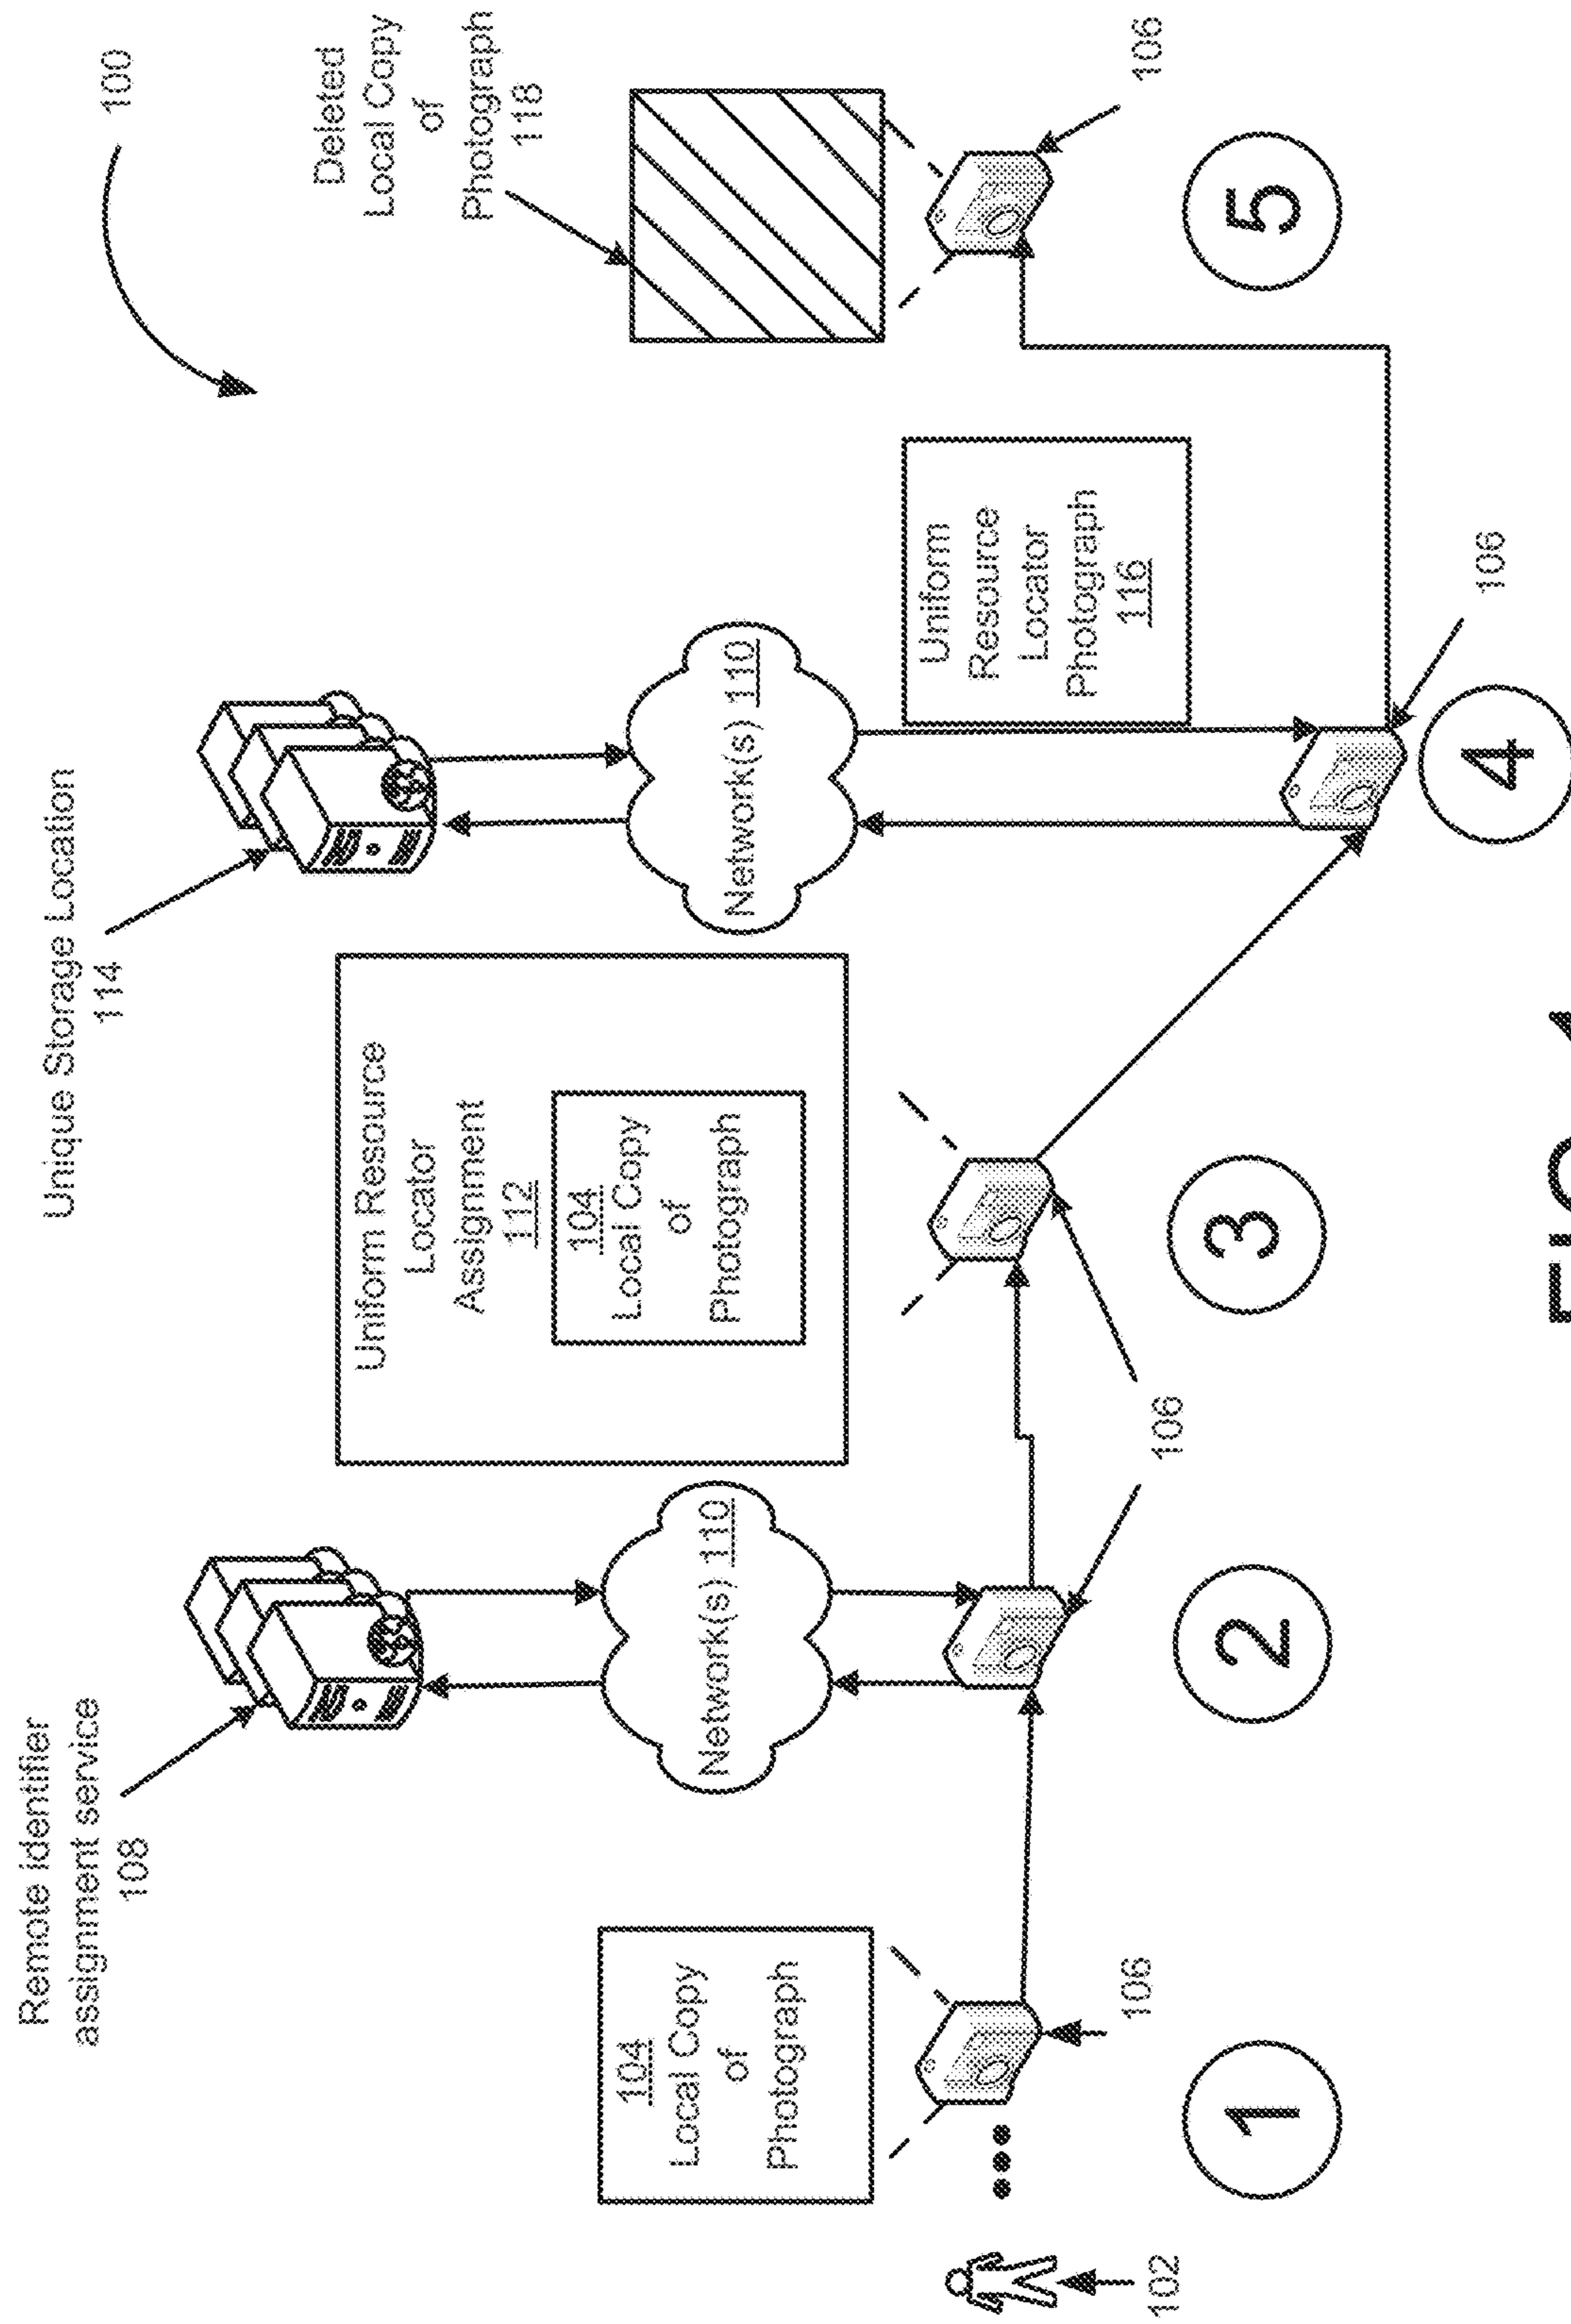 100
Remote identifier
assignment service
108
Unique Storage Location
114
Deleted
Local Copy
of
Photograph
118
104
Local Copy
of
Photograph
Network(s) 110
Uniform Resource
Locator
Assignment
112
104
Local Copy
of
Photograph
Network(s) 110
Uniform
Resource
Locator
Photograph
116
102
106
106
106
106
1
2
3
4
5